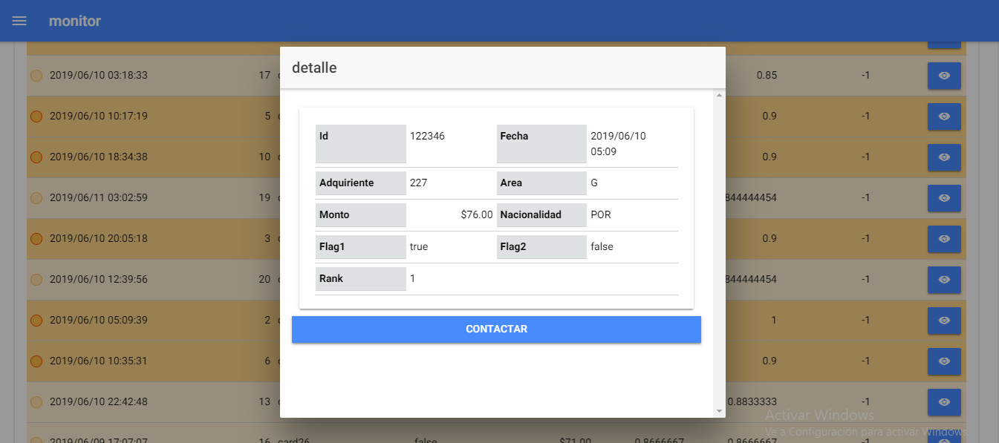 monitor
detalle
2019/06/10 03:18:33 17 0.85 -1
2019/06/10 10:17:19 5 0.9 -1
2019/06/10 18:34:38 10 0.9 -1
2019/06/11 03:02:59 19 844444454 -1
2019/06/10 20:05:18 3 0.9 -1
2019/06/10 12:39:56 20 844444454 -1
2019/06/10 05:09:39 2 1 -1
2019/06/10 10:35:31 6 0.9 -1
2019/06/10 22:42:48 13 0.8833333 -1
2019/06/09 17:07:07 16 card26 false $71.00 0.8666667 0.8666667 -1
Id 122346 Fecha 2019/06/10
05:09
Adquiriente 227 Area G
Monto $76.00 Nacionalidad POR
Flag1 true Flag2 false
Rank 1
CONTACTAR
Activar Windows
Ve a Configuración para activar Windows.